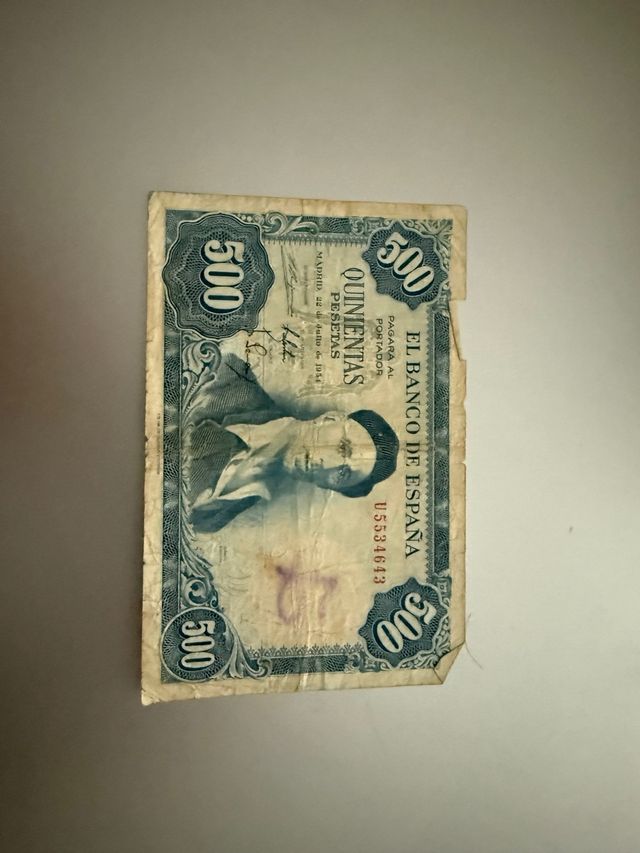 500
EL BANCO DE ESPAÑA
500
PAGARÁ AL
PORTADOR
U5534643
QUINIENTAS
PESETAS
MADRID, 22 de Julio de 1954
500
500